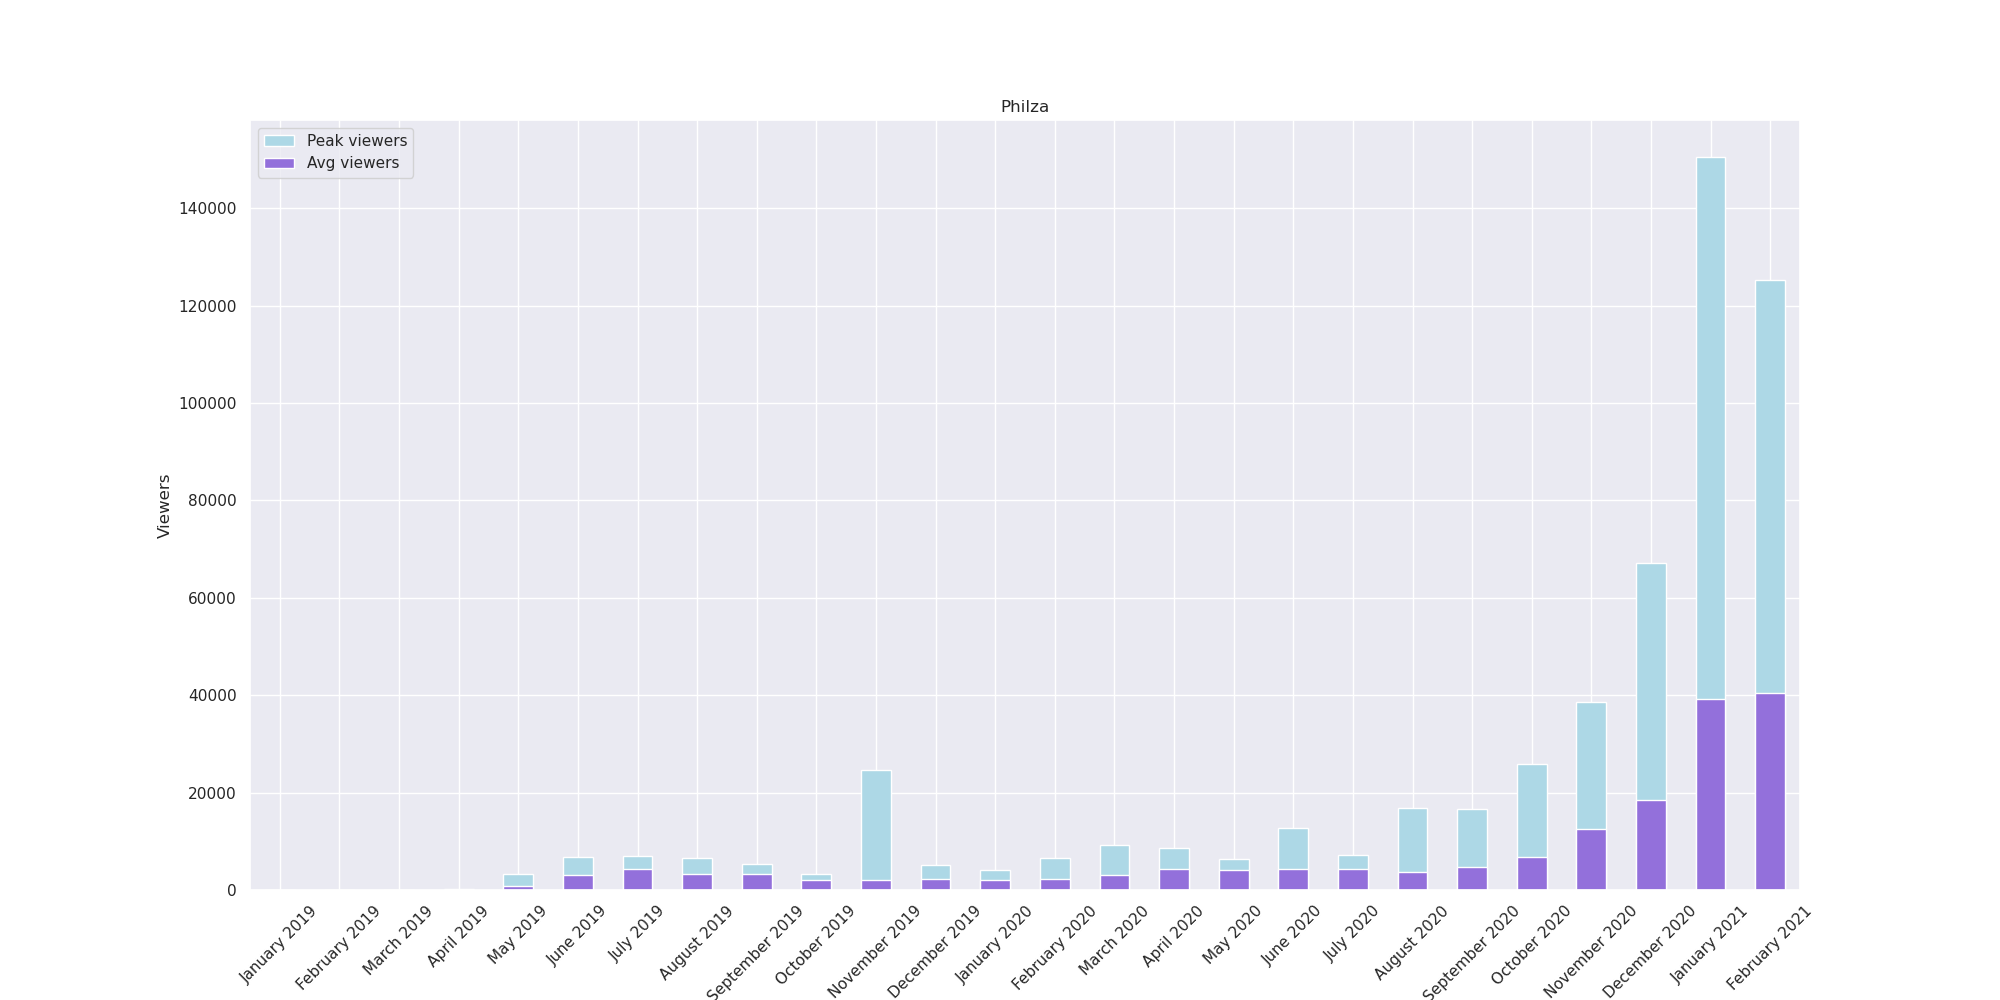 Philza
Peak viewers
Avg viewers
140000
120000
100000
80000
60000
40000
20000
0
Viewers
January 2019
February 2019
March 2019
April 2019
May 2019
June 2019
July 2019
August 2019
September 2019
October 2019
November 2019
December 2019
January 2020
February 2020
March 2020
April 2020
May 2020
June 2020
July 2020
August 2020
September 2020
October 2020
November 2020
December 2020
January 2021
February 2021